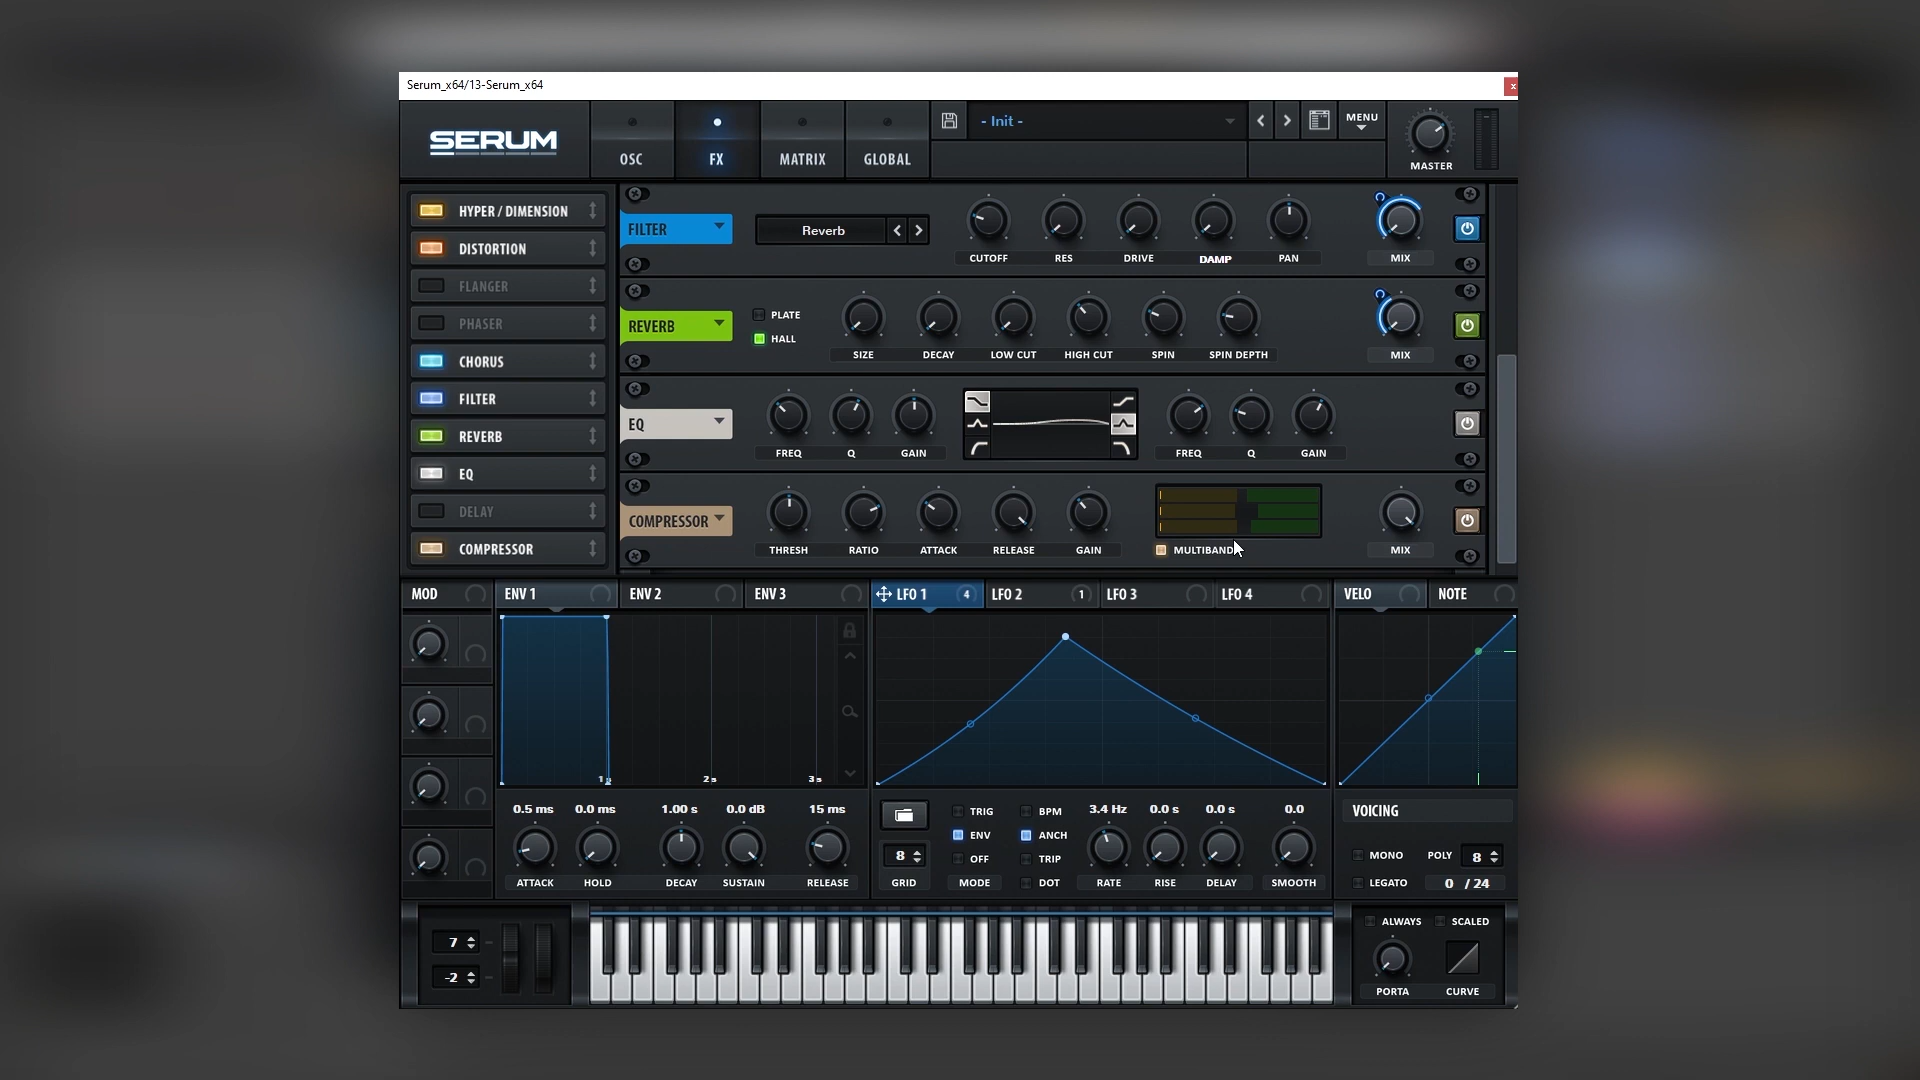 Serum_x64/13-Serum_x64
x
SERUM
OSC
FX
MATRIX
GLOBAL
- Init -
MENU
MASTER
HYPER / DIMENSION
DISTORTION
FLANGER
PHASER
CHORUS
FILTER
REVERB
EQ
DELAY
COMPRESSOR
FILTER
Reverb
CUTOFF
RES
DRIVE
DAMP
PAN
MIX
REVERB
PLATE
HALL
SIZE
DECAY
LOW CUT
HIGH CUT
SPIN
SPIN DEPTH
MIX
EQ
FREQ
Q
GAIN
FREQ
Q
GAIN
COMPRESSOR
THRESH
RATIO
ATTACK
RELEASE
GAIN
MULTIBAND
MIX
MOD
ENV 1
ENV 2
ENV 3
LFO 1
4
LFO 2
1
LFO 3
LFO 4
VELO
NOTE
2s
3s
0.5 ms
0.0 ms
1.00 s
0.0 dB
15 ms
ATTACK
HOLD
DECAY
SUSTAIN
RELEASE
8
GRID
TRIG
ENV
OFF
MODE
BPM
ANCH
TRIP
DOT
3.4 Hz
0.0 s
0.0 s
0.0
RATE
RISE
DELAY
SMOOTH
VOICING
MONO
POLY
8
LEGATO
0 / 24
7
-2
ALWAYS
SCALED
PORTA
CURVE